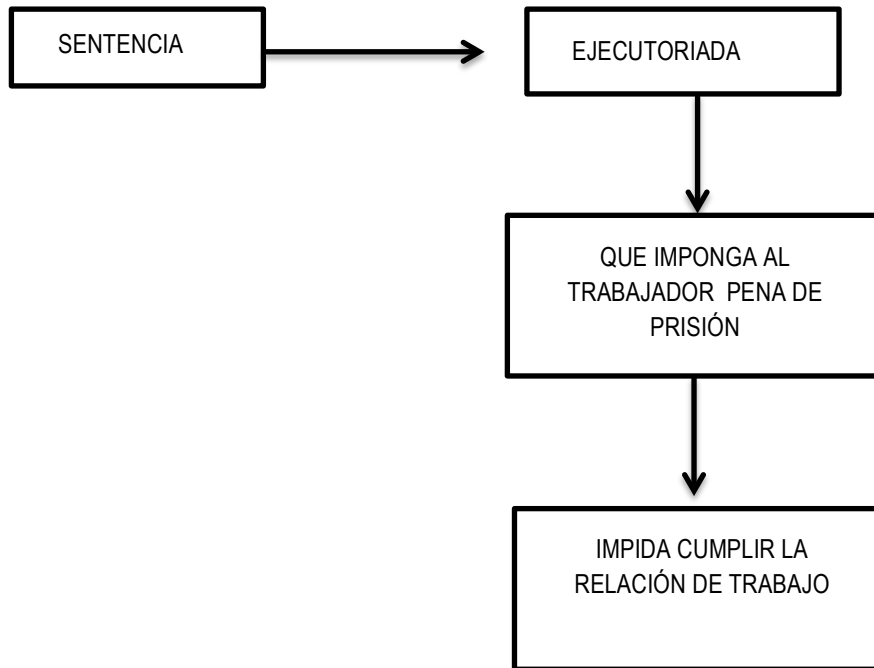 SENTENCIA
EJECUTORIADA
QUE IMPONGA AL
TRABAJADOR PENA DE
PRISIÓN
IMPIDA CUMPLIR LA
RELACIÓN DE TRABAJO